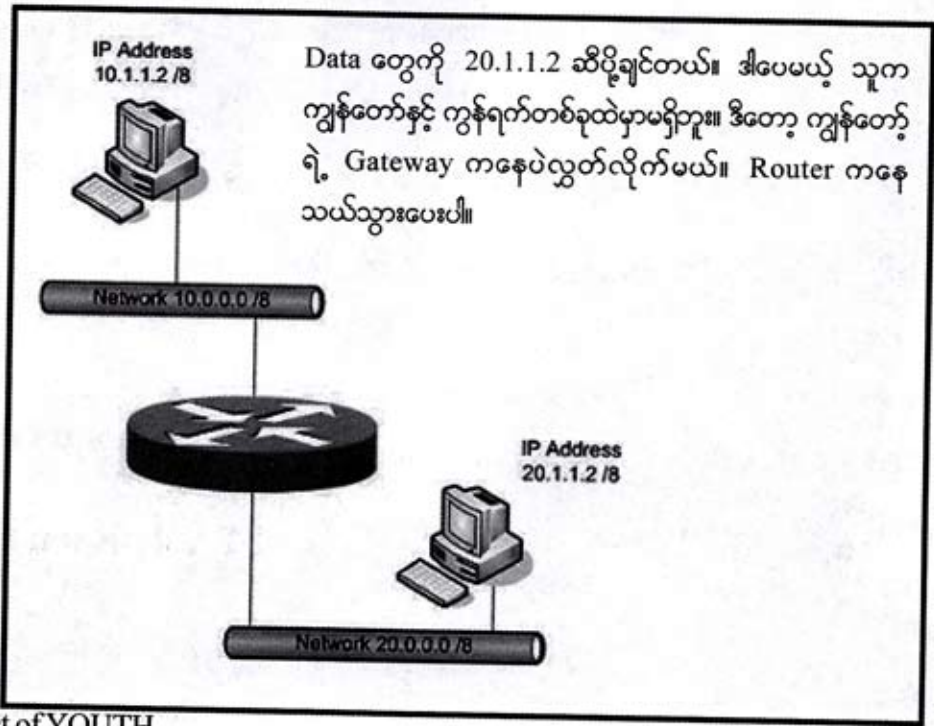 IP Address
10.1.1.2 /8
Data တွေကို 20.1.1.2 ဆီပို့ချင်တယ်။ ဒါပေမယ့် သူက
ကျွန်တော်နှင့် ကွန်ရက်တစ်ခုထဲမှာမရှိဘူး။ ဒီတော့ ကျွန်တော့်
ရဲ့ Gateway ကနေပဲလွှတ်လိုက်မယ်။ Router ကနေ
သယ်သွားပေးပါ။
Network 10.0.0.0 /8
IP Address
20.1.1.2 /8
Network 20.0.0.0 /8
of YOUTH